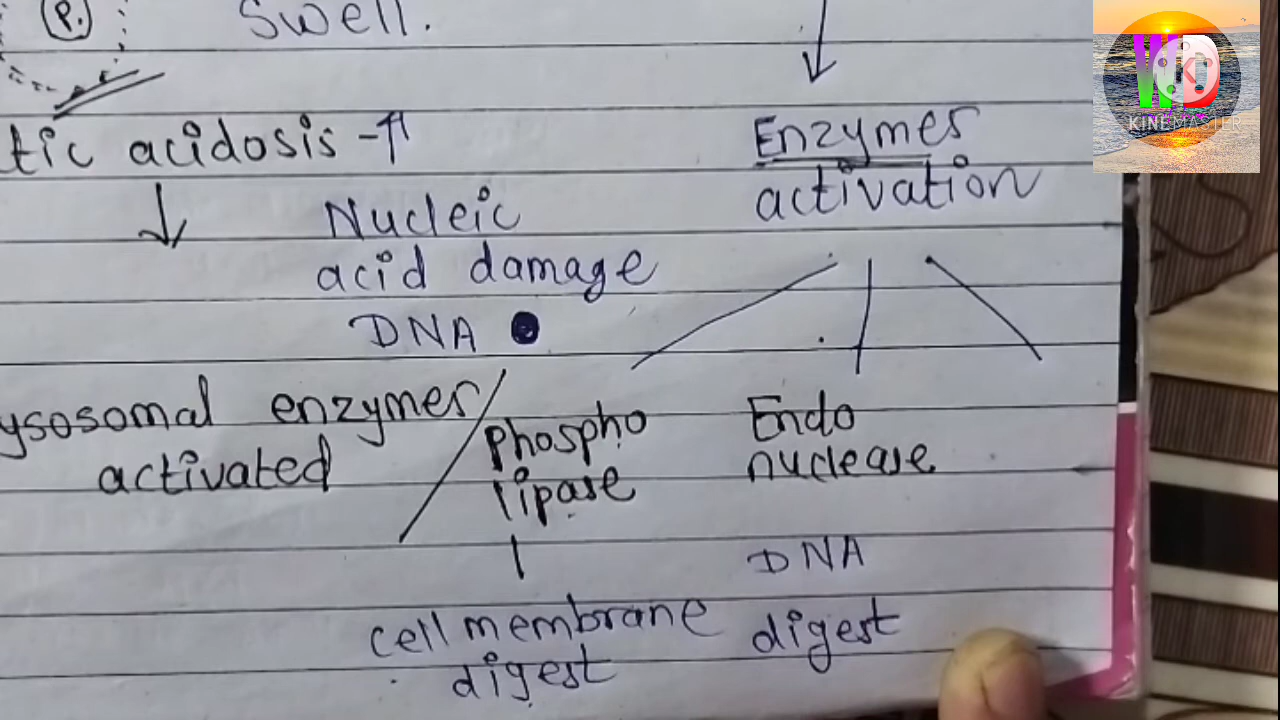 P.
Swell.
tic acidosis -↑
Enzymes
activation
Nucleic
acid damage
DNA
ysosomal enzymes
activated
Phospho
lipase
Endo
nuclease
cell membrane
digest
DNA
digest
WD
KINEMASTER